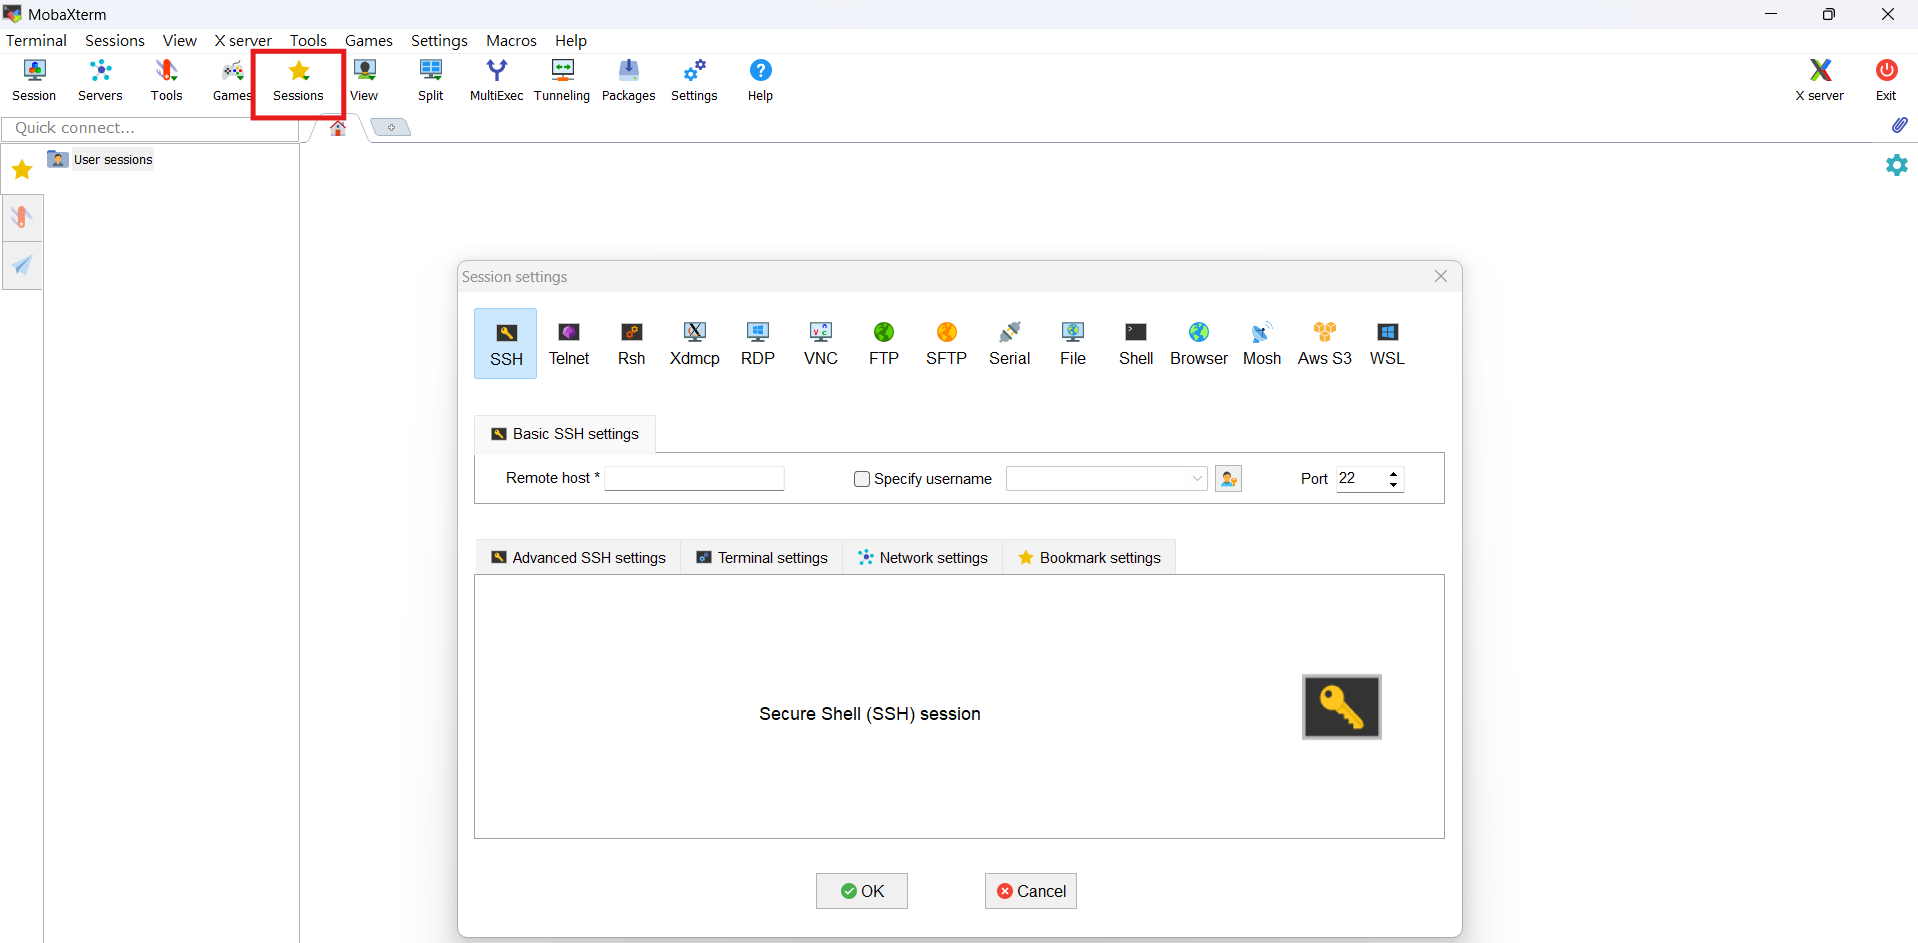 MobaXterm
Terminal Sessions View X server Tools Games Settings Macros Help
Session Servers Tools Games Sessions View Split MultiExec Tunneling Packages Settings Help X server Exit
Quick connect...
User sessions
Session settings
SSH Telnet Rsh Xdmcp RDP VNC FTP SFTP Serial File Shell Browser Mosh Aws S3 WSL
Basic SSH settings
Remote host * Specify username Port 22
Advanced SSH settings Terminal settings Network settings Bookmark settings
Secure Shell (SSH) session
OK Cancel